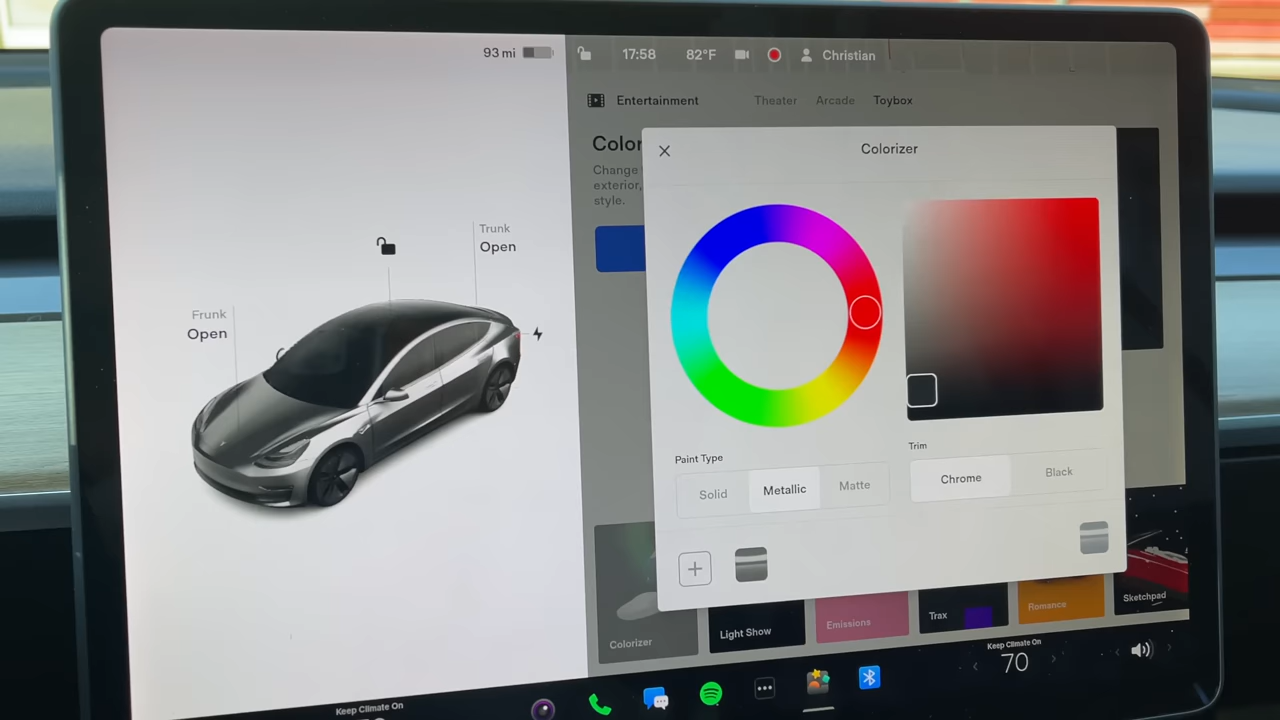 93 mi
17:58
82°F
Christian
Entertainment
Theater
Arcade
Toybox
Change
exterior,
style.
Colorizer
Trunk
Open
Frunk
Open
Paint Type
Solid
Metallic
Matte
Trim
Chrome
Black
Colorizer
Light Show
Emissions
Trax
Romance
Sketchpad
Keep Climate On
Keep Climate On
70